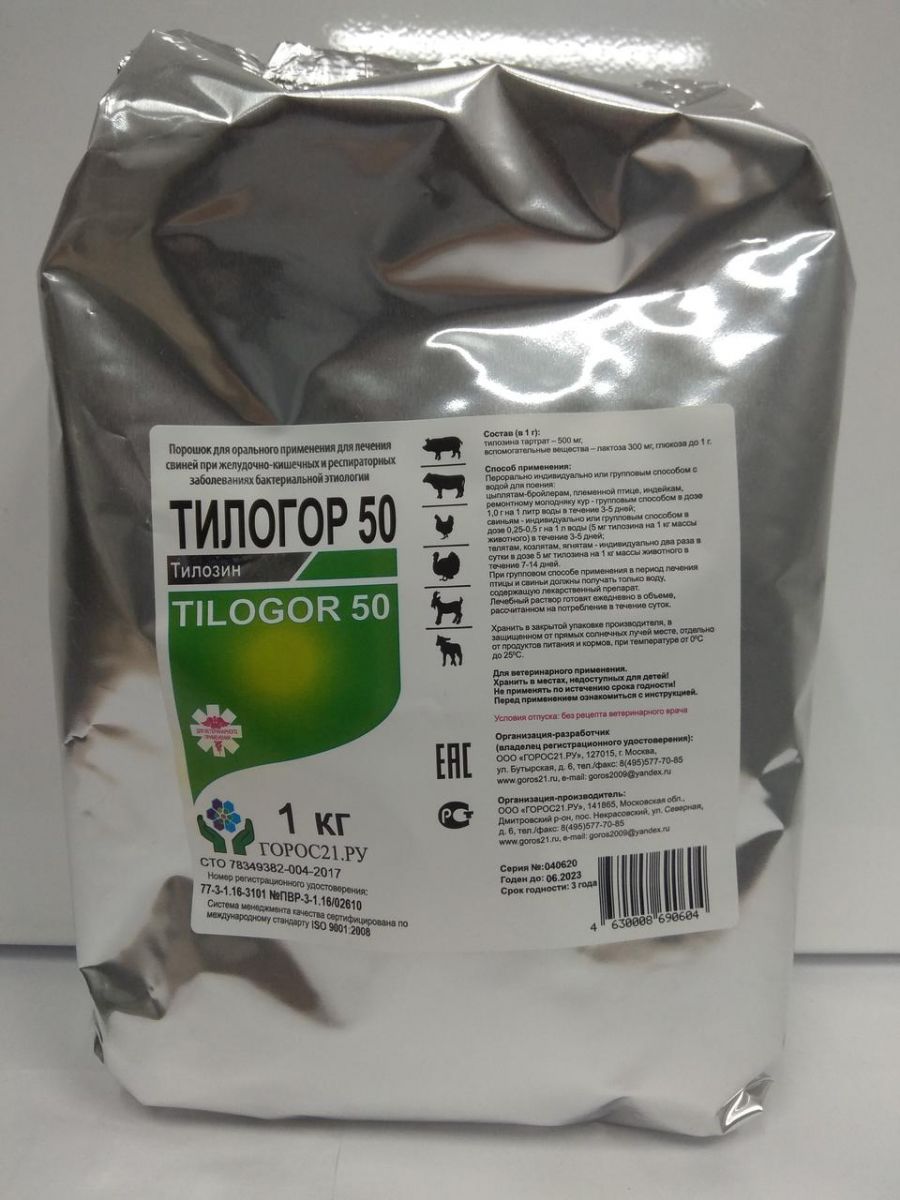 Порошок для орального применения для лечения
свиней при желудочно-кишечных и респираторных
заболеваниях бактериальной этиологии
ТИЛОГОР 50
Тилозин
TILOGOR 50
ДЛЯ ВЕТЕРИНАРНОГО
ПРИМЕНЕНИЯ
1 кг
ГОРОС21.РУ
СТО 78349382-004-2017
Номер регистрационного удостоверения:
77-3-1.16-3101 №ПВР-3-1.16/02610
Система менеджмента качества сертифицирована по
международному стандарту ISO 9001:2008
Состав (в 1 г):
тилозина тартрат – 500 мг,
вспомогательные вещества – лактоза 300 мг, глюкоза до 1 г.
Способ применения:
Перорально индивидуально или групповым способом с
водой для поения:
цыплятам-бройлерам, племенной птице, индейкам,
ремонтному молодняку кур - групповым способом в дозе
1,0 г на 1 литр воды в течение 3-5 дней;
свиньям - индивидуально или групповым способом в
дозе 0,25-0,5 г на 1 л воды (5 мг тилозина на 1 кг массы
животного) в течение 3-5 дней;
телятам, козлятам, ягнятам - индивидуально два раза в
сутки в дозе 5 мг тилозина на 1 кг массы животного в
течение 7-14 дней.
При групповом способе применения в период лечения
птицы и свиньи должны получать только воду,
содержащую лекарственный препарат.
Лечебный раствор готовят ежедневно в объеме,
рассчитанном на потребление в течение суток.
Хранить в закрытой упаковке производителя, в
защищенном от прямых солнечных лучей месте, отдельно
от продуктов питания и кормов, при температуре от 0ºС
до 25ºС.
Для ветеринарного применения.
Хранить в местах, недоступных для детей!
Не применять по истечению срока годности!
Перед применением ознакомиться с инструкцией.
Условия отпуска: без рецепта ветеринарного врача
ЕАС
Организация-разработчик
(владелец регистрационного удостоверения):
ООО «ГОРОС21.РУ», 127015, г. Москва,
ул. Бутырская, д. 6, тел./факс: 8(495)577-70-85
www.goros21.ru, e-mail: goros2009@yandex.ru
РСТ
Организация-производитель:
ООО «ГОРОС21.РУ», 141865, Московская обл.,
Дмитровский р-он, пос. Некрасовский, ул. Северная,
д. 6, тел./факс: 8(495)577-70-85
www.goros21.ru, e-mail: goros2009@yandex.ru
Серия №:040620
Годен до: 06.2023
Срок годности: 3 года
4 630008 690604